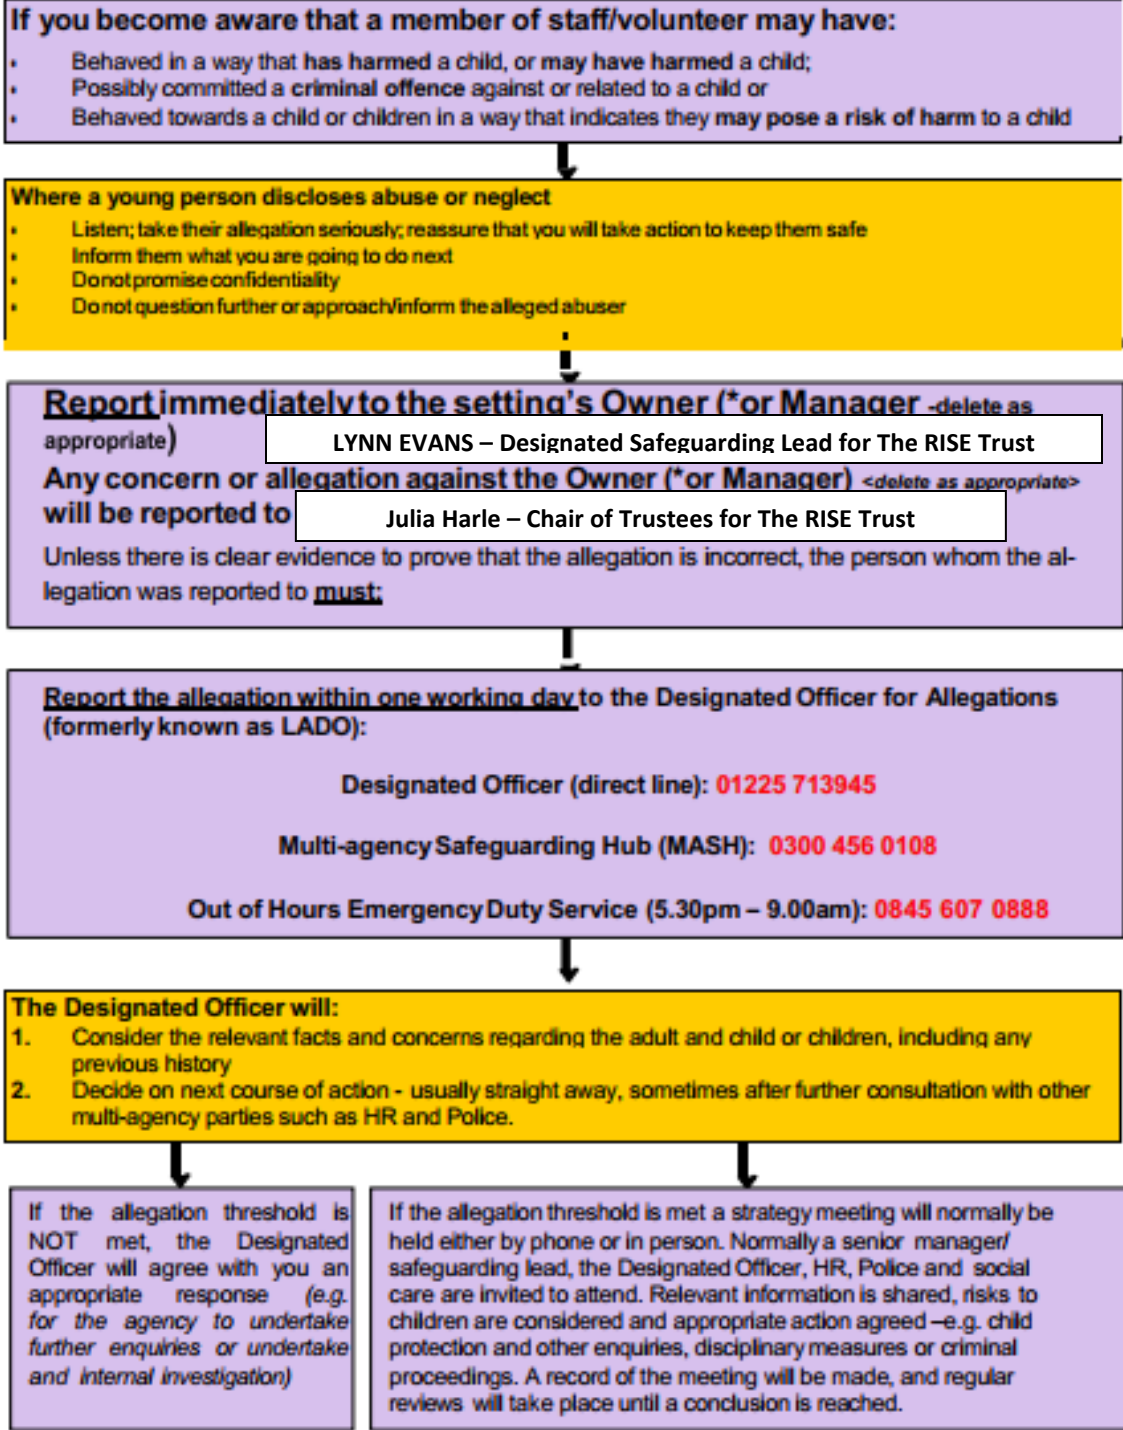 If you become aware that a member of staff/volunteer may have:
• Behaved in a way that has harmed a child, or may have harmed a child;
• Possibly committed a criminal offence against or related to a child or
• Behaved towards a child or children in a way that indicates they may pose a risk of harm to a child
Where a young person discloses abuse or neglect
• Listen; take their allegation seriously; reassure that you will take action to keep them safe
• Inform them what you are going to do next
• Do not promise confidentiality
• Do not question further or approach/inform the alleged abuser
Report immediately to the setting's Owner (*or Manager -delete as
appropriate)
LYNN EVANS – Designated Safeguarding Lead for The RISE Trust
Any concern or allegation against the Owner (*or Manager) <delete as appropriate>
will be reported to
Julia Harle – Chair of Trustees for The RISE Trust
Unless there is clear evidence to prove that the allegation is incorrect, the person whom the al-
legation was reported to must:
Report the allegation within one working day to the Designated Officer for Allegations
(formerly known as LADO):
Designated Officer (direct line): 01225 713945
Multi-agency Safeguarding Hub (MASH): 0300 456 0108
Out of Hours Emergency Duty Service (5.30pm – 9.00am): 0845 607 0888
The Designated Officer will:
1. Consider the relevant facts and concerns regarding the adult and child or children, including any
previous history
2. Decide on next course of action - usually straight away, sometimes after further consultation with other
multi-agency parties such as HR and Police.
If the allegation threshold is
NOT met, the Designated
Officer will agree with you an
appropriate response (e.g.
for the agency to undertake
further enquiries or undertake
and internal investigation)
If the allegation threshold is met a strategy meeting will normally be
held either by phone or in person. Normally a senior manager/
safeguarding lead, the Designated Officer, HR, Police and social
care are invited to attend. Relevant information is shared, risks to
children are considered and appropriate action agreed –e.g. child
protection and other enquiries, disciplinary measures or criminal
proceedings. A record of the meeting will be made, and regular
reviews will take place until a conclusion is reached.